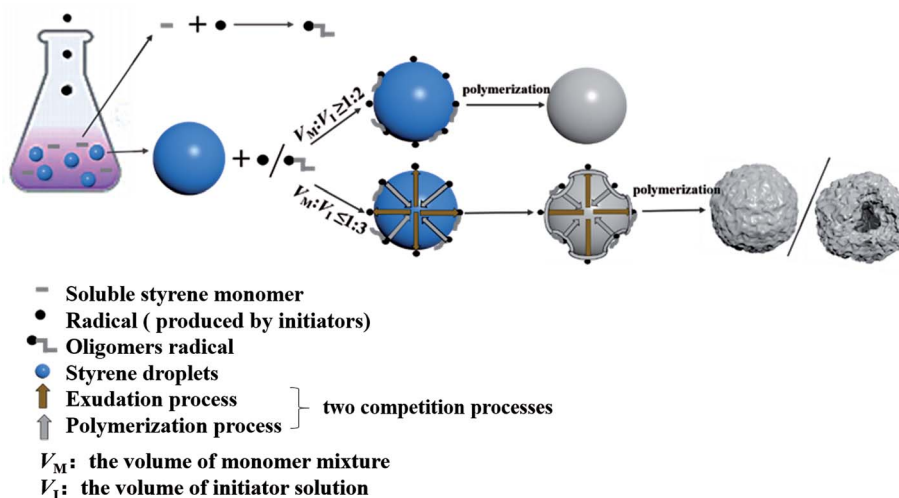 +
+
V_M:V_I≥1:2
polymerization
V_M:V_I≤1:3
polymerization
Soluble styrene monomer
Radical ( produced by initiators)
Oligomers radical
Styrene droplets
Exudation process
two competition processes
Polymerization process
V_M: the volume of monomer mixture
V_I: the volume of initiator solution